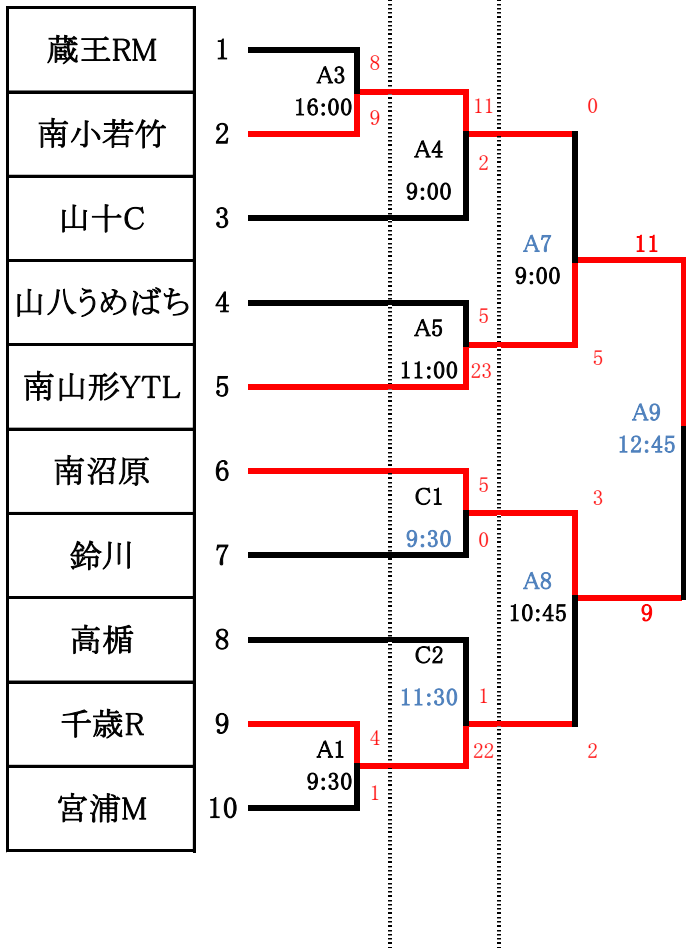 蔵王RM 1
南小若竹 2
山十C 3
山八うめばち 4
南山形YTL 5
南沼原 6
鈴川 7
高楯 8
千歳R 9
宮浦M 10
A3
16:00
8
9
A1
9:30
4
1
A4
9:00
11
2
A5
11:00
5
23
C1
9:30
5
0
C2
11:30
1
22
A7
9:00
0
5
A8
10:45
3
2
A9
12:45
11
9